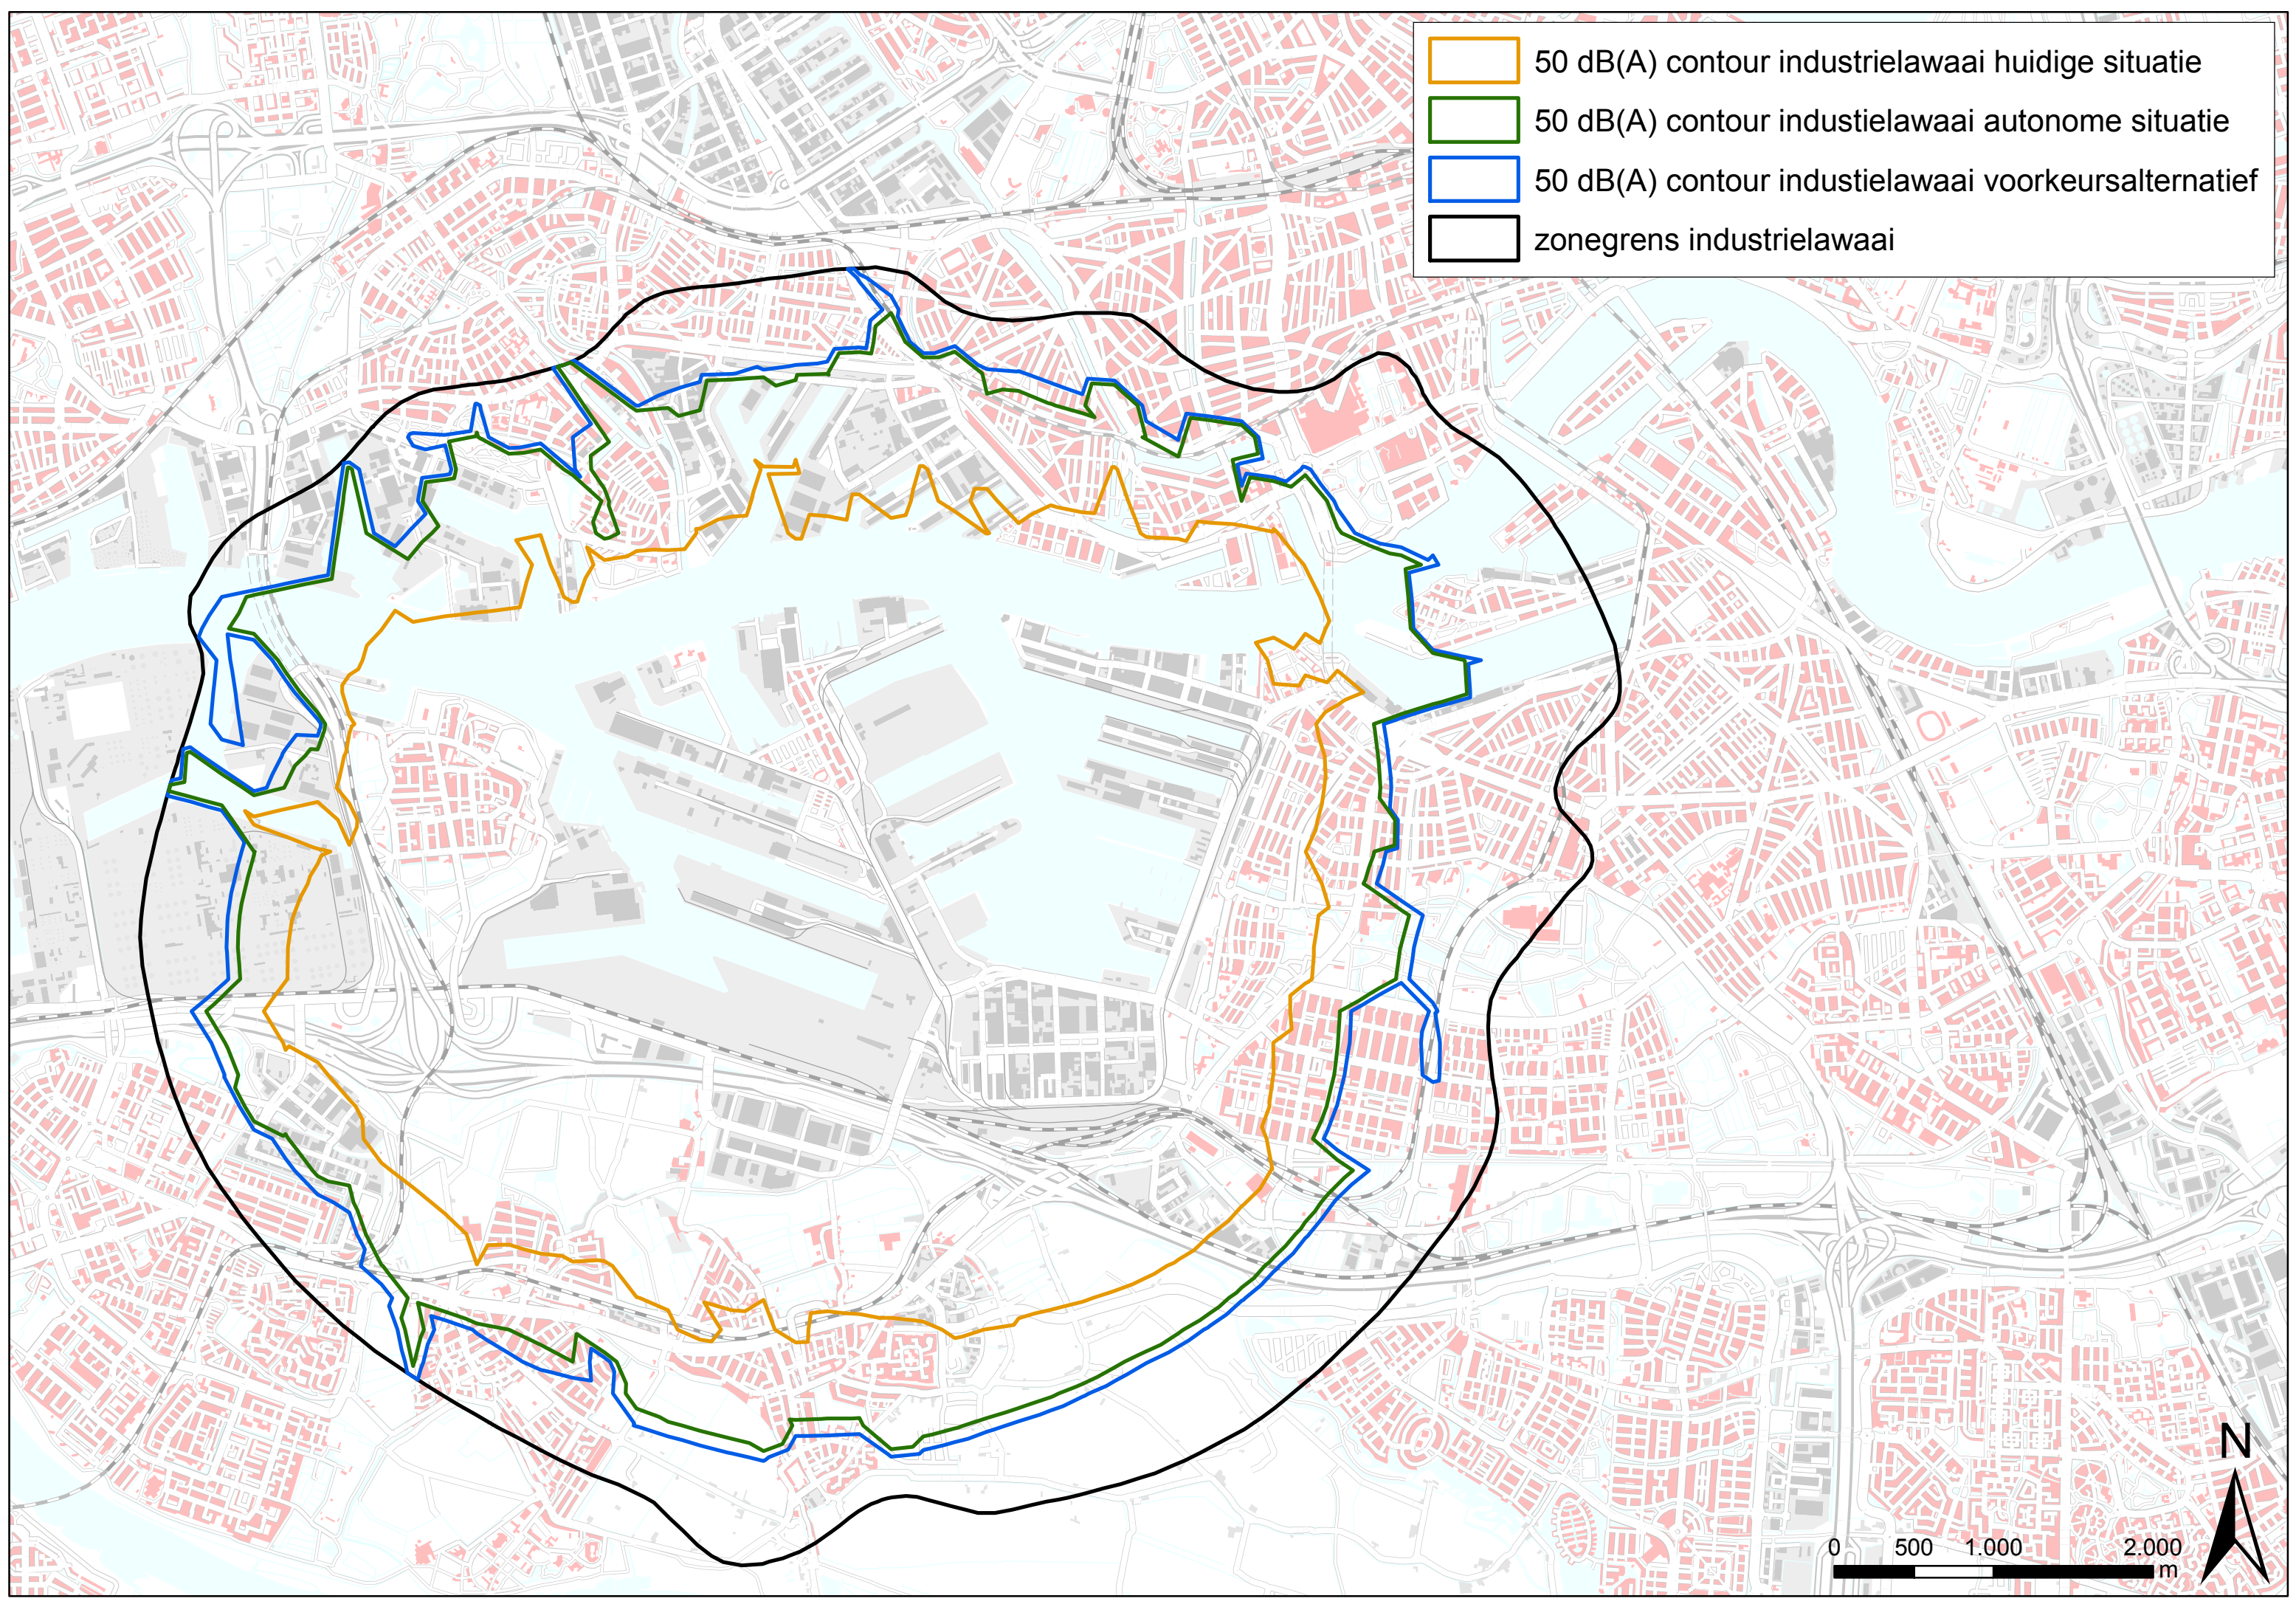 50 dB(A) contour industrielawaai huidige situatie
50 dB(A) contour industielawaai autonome situatie
50 dB(A) contour industielawaai voorkeursalternatief
zonegrens industrielawaai
N
0 500 1.000 2.000
m